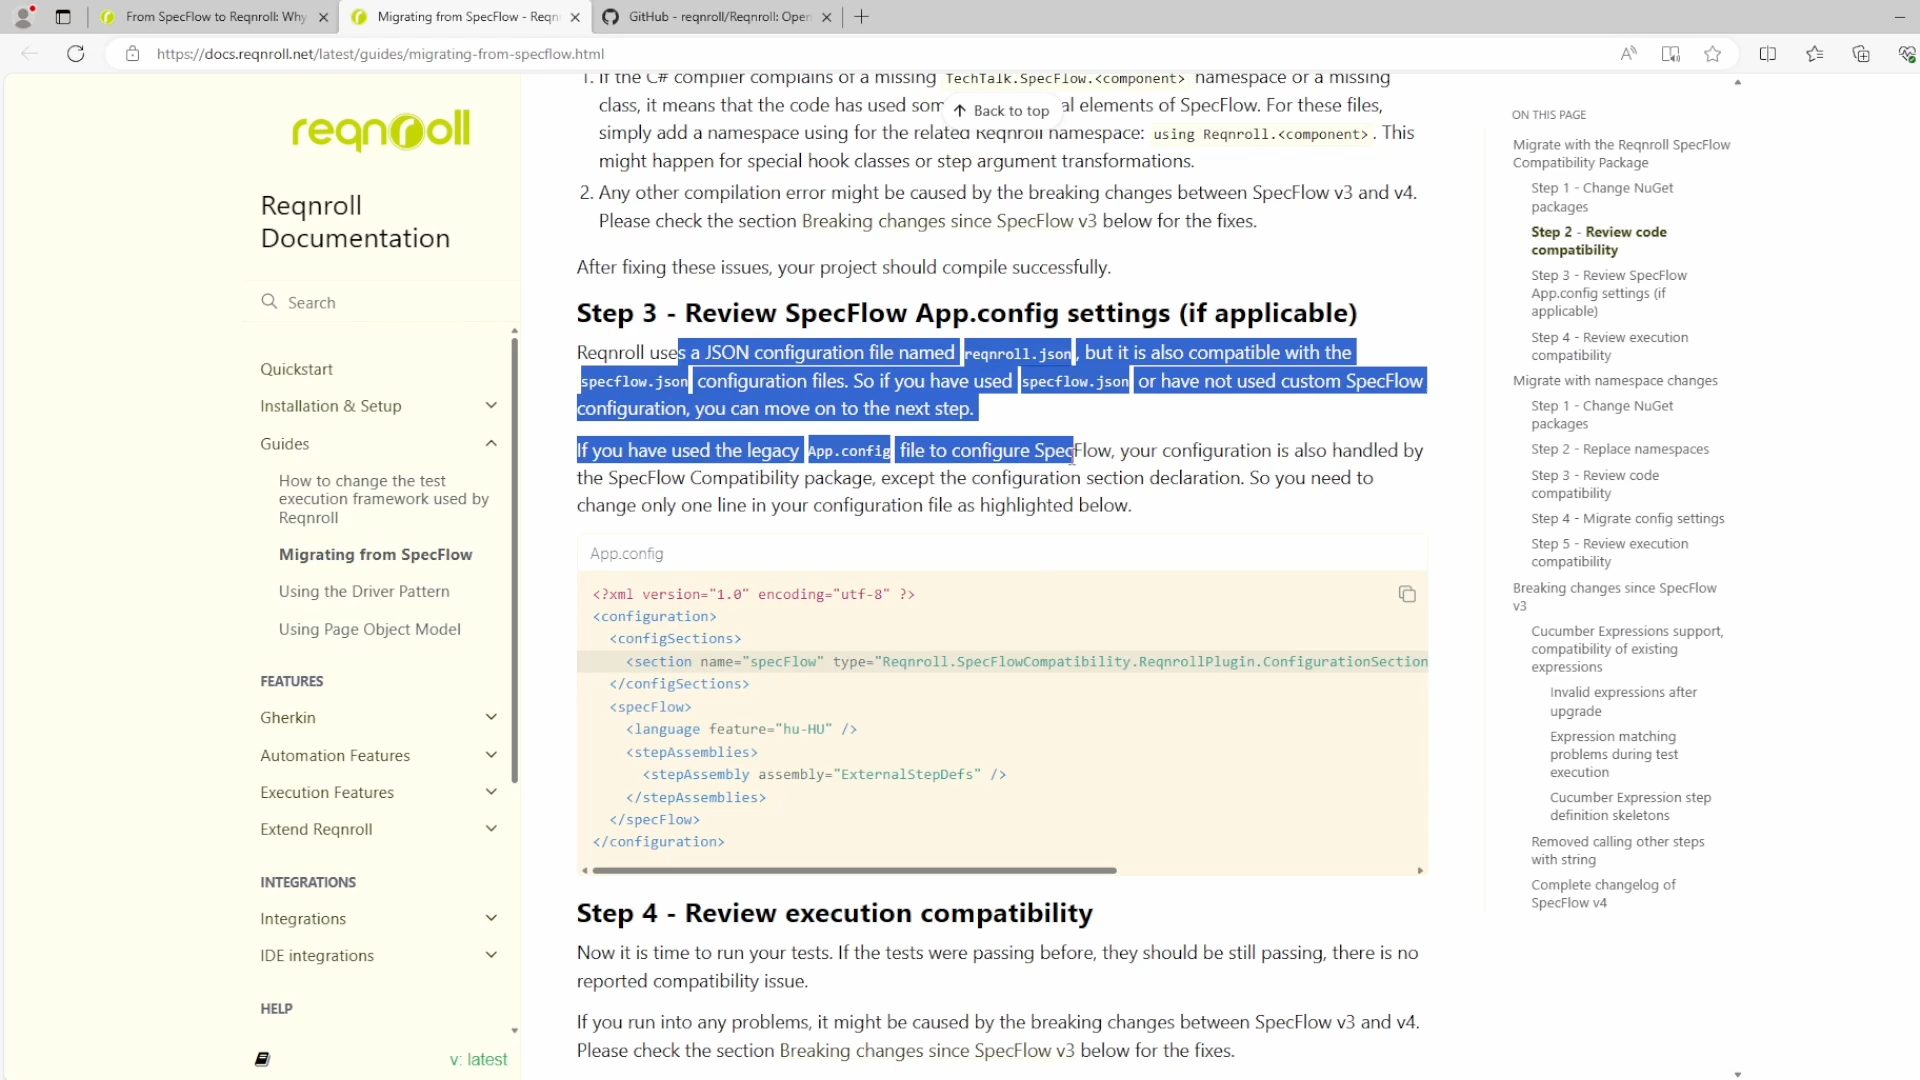 From SpecFlow to Reqnroll: Why
Migrating from SpecFlow - Reqn
GitHub - reqnroll/Reqnroll: Open
https://docs.reqnroll.net/latest/guides/migrating-from-specflow.html
reqnroll
Reqnroll
Documentation
Search
Quickstart
Installation & Setup
Guides
How to change the test
execution framework used by
Reqnroll
Migrating from SpecFlow
Using the Driver Pattern
Using Page Object Model
FEATURES
Gherkin
Automation Features
Execution Features
Extend Reqnroll
INTEGRATIONS
Integrations
IDE integrations
HELP
v: latest
1. If the C# compiler complains of a missing TechTalk.SpecFlow.<component> namespace or a missing
class, it means that the code has used som al elements of SpecFlow. For these files,
Back to top
simply add a namespace using for the related Reqnroll namespace: using Reqnroll.<component>. This
might happen for special hook classes or step argument transformations.
2. Any other compilation error might be caused by the breaking changes between SpecFlow v3 and v4.
Please check the section Breaking changes since SpecFlow v3 below for the fixes.
After fixing these issues, your project should compile successfully.
Step 3 - Review SpecFlow App.config settings (if applicable)
Reqnroll uses a JSON configuration file named reqnroll.json, but it is also compatible with the
specflow.json configuration files. So if you have used specflow.json or have not used custom SpecFlow
configuration, you can move on to the next step.
If you have used the legacy App.config file to configure SpecFlow, your configuration is also handled by
the SpecFlow Compatibility package, except the configuration section declaration. So you need to
change only one line in your configuration file as highlighted below.
App.config
<?xml version="1.0" encoding="utf-8" ?>
<configuration>
<configSections>
<section name="specFlow" type="Reqnroll.SpecFlowCompatibility.ReqnrollPlugin.ConfigurationSection
</configSections>
<specFlow>
<language feature="hu-HU" />
<stepAssemblies>
<stepAssembly assembly="ExternalStepDefs" />
</stepAssemblies>
</specFlow>
</configuration>
Step 4 - Review execution compatibility
Now it is time to run your tests. If the tests were passing before, they should be still passing, there is no
reported compatibility issue.
If you run into any problems, it might be caused by the breaking changes between SpecFlow v3 and v4.
Please check the section Breaking changes since SpecFlow v3 below for the fixes.
ON THIS PAGE
Migrate with the Reqnroll SpecFlow
Compatibility Package
Step 1 - Change NuGet
packages
Step 2 - Review code
compatibility
Step 3 - Review SpecFlow
App.config settings (if
applicable)
Step 4 - Review execution
compatibility
Migrate with namespace changes
Step 1 - Change NuGet
packages
Step 2 - Replace namespaces
Step 3 - Review code
compatibility
Step 4 - Migrate config settings
Step 5 - Review execution
compatibility
Breaking changes since SpecFlow
v3
Cucumber Expressions support,
compatibility of existing
expressions
Invalid expressions after
upgrade
Expression matching
problems during test
execution
Cucumber Expression step
definition skeletons
Removed calling other steps
with string
Complete changelog of
SpecFlow v4